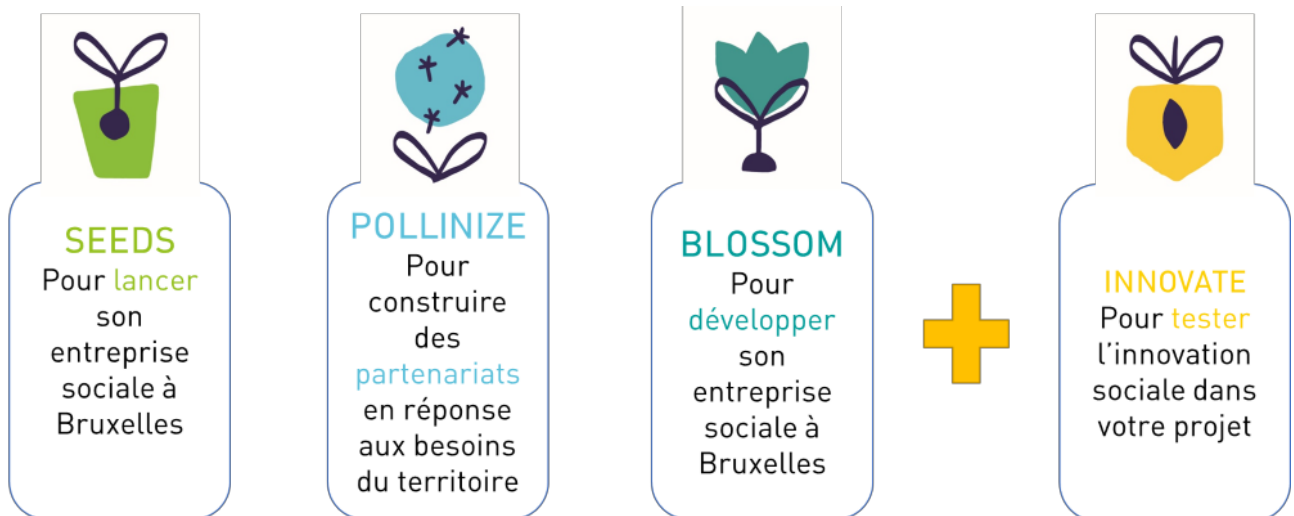 SEEDS
Pour lancer
son
entreprise
sociale à
Bruxelles
POLLINIZE
Pour
construire
des
partenariats
en réponse
aux besoins
du territoire
BLOSSOM
Pour
développer
son
entreprise
sociale à
Bruxelles
INNOVATE
Pour tester
l’innovation
sociale dans
votre projet